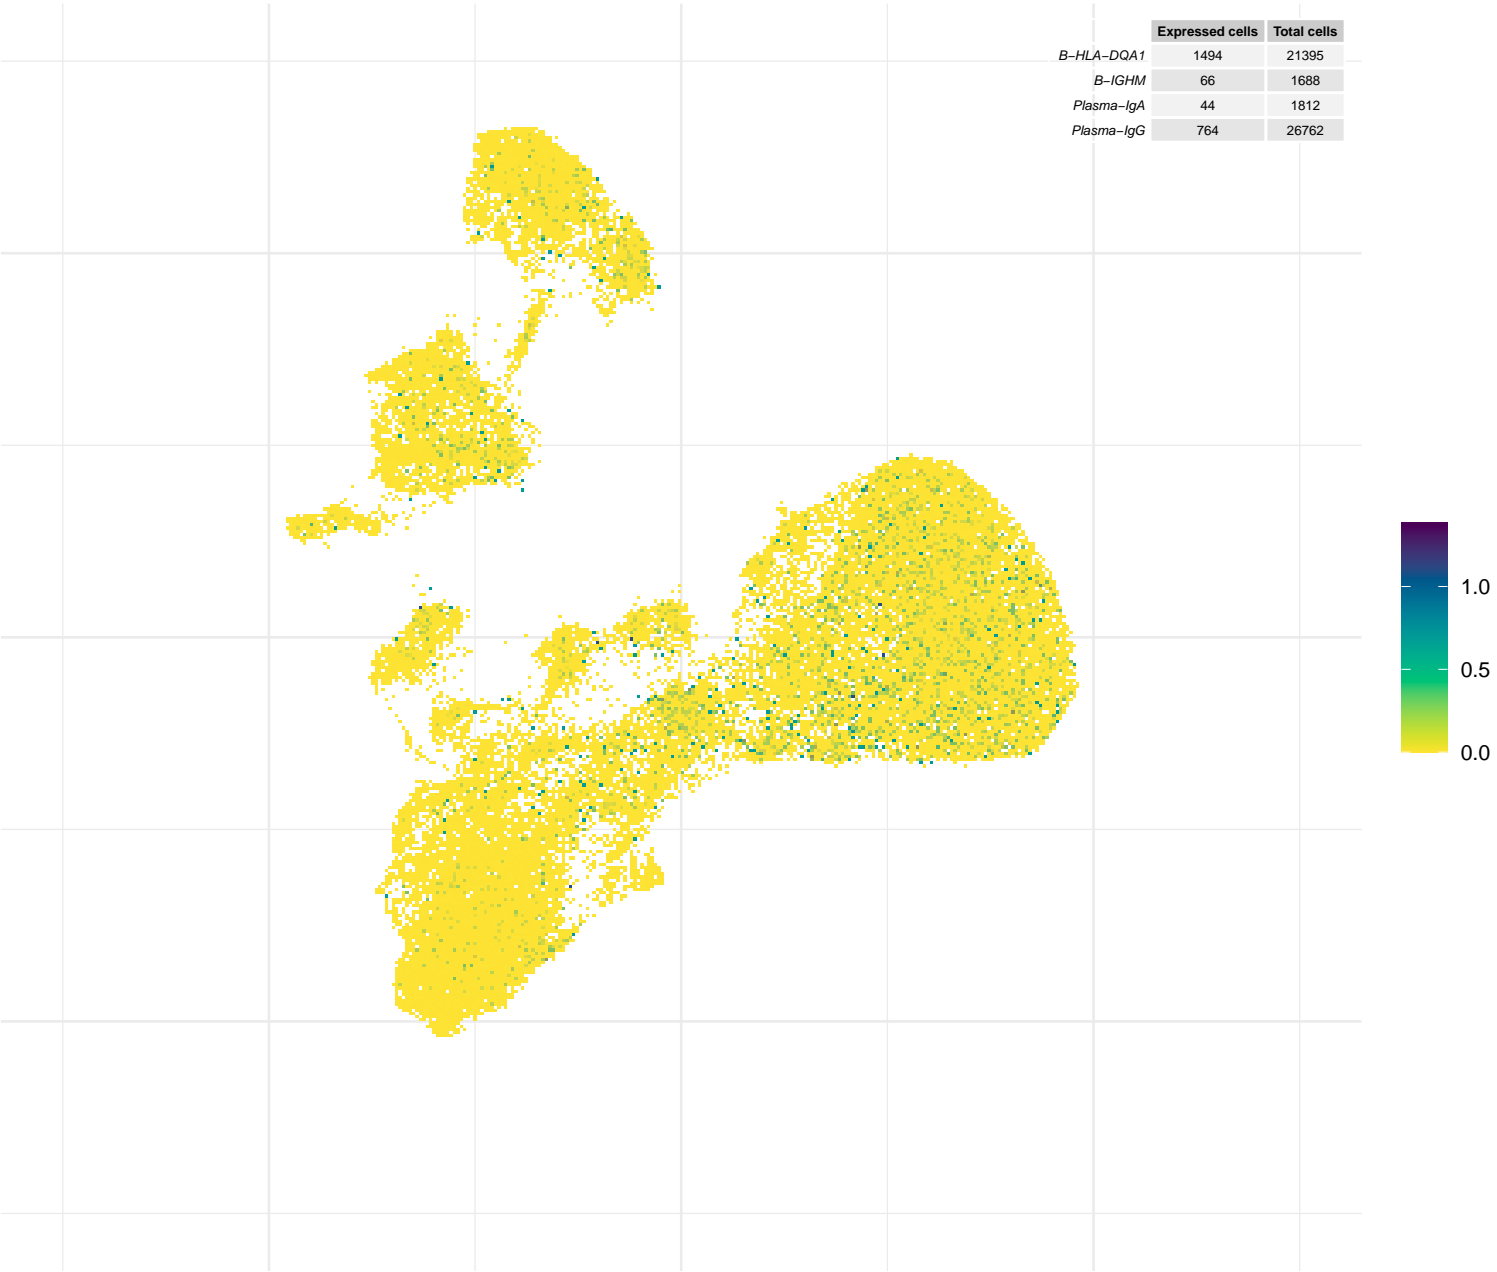 Expressed cells Total cells
B−HLA−DQA1 1494 21395
B−IGHM 66 1688
Plasma−IgA 44 1812
Plasma−IgG 764 26762
1.0
0.5
0.0